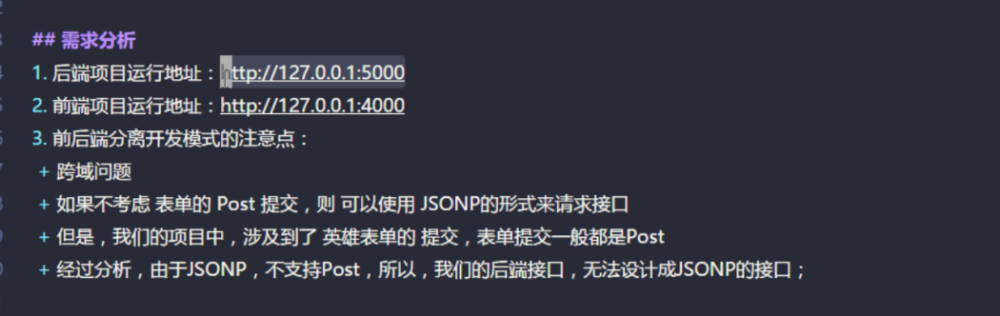 ## 需求分析
1. 后端项目运行地址：http://127.0.0.1:5000
2. 前端项目运行地址：http://127.0.0.1:4000
3. 前后端分离开发模式的注意点：
+ 跨域问题
+ 如果不考虑 表单的 Post 提交，则 可以使用 JSONP的形式来请求接口
+ 但是，我们的项目中，涉及到了 英雄表单的 提交，表单提交一般都是Post
+ 经过分析，由于JSONP，不支持Post，所以，我们的后端接口，无法设计成JSONP的接口；